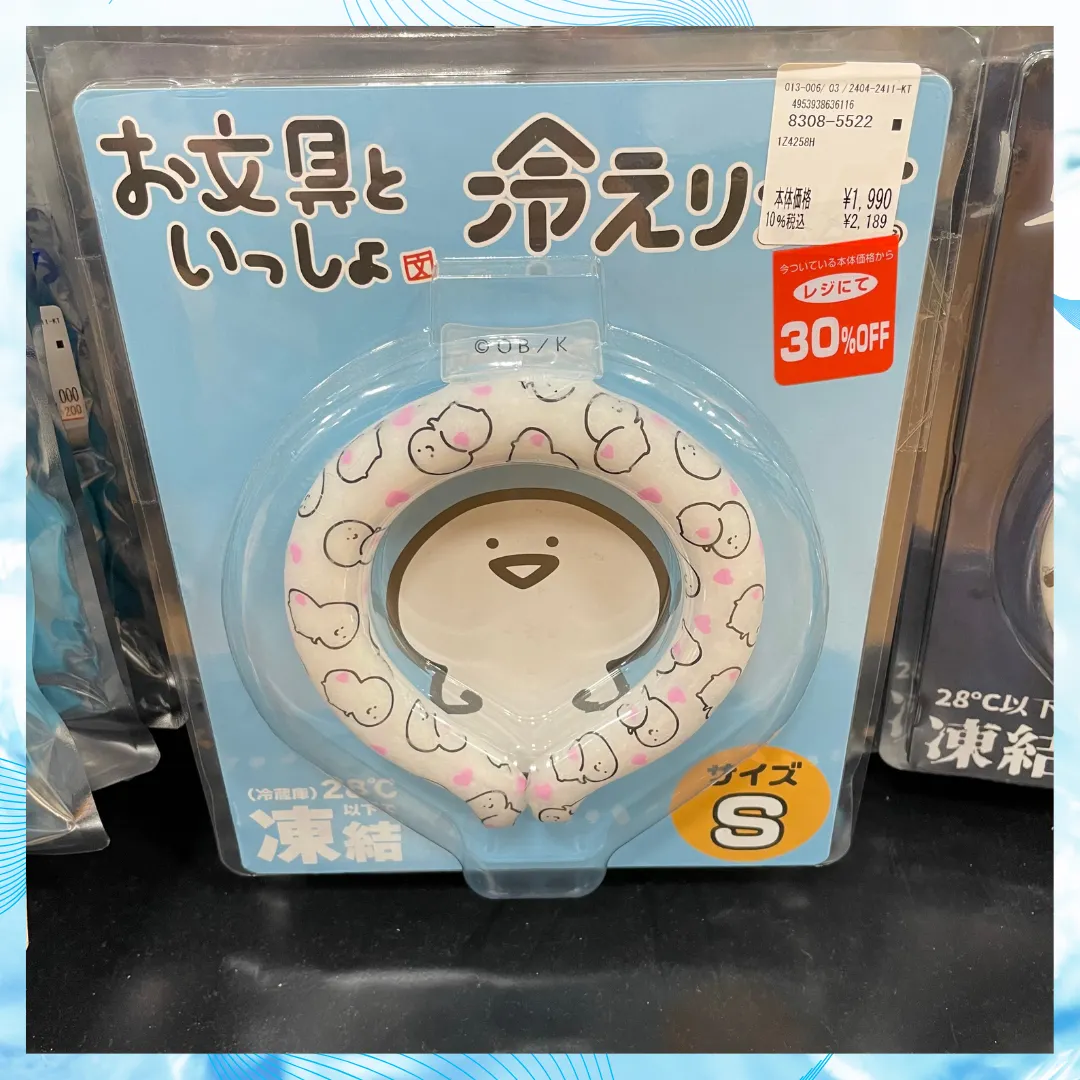 お文具と
いっしょ 文
冷えり
013-006/ 03 /2404-2411-KT
4953938636116
8308-5522 ■
1Z4258H
本体価格 ¥1,990
10%税込 ¥2,189
今ついている本体価格から
レジにて
30%OFF
©OB/K
(冷蔵庫) 28℃
以下で
凍結
サイズ
S
28℃以下
凍結
I-KT